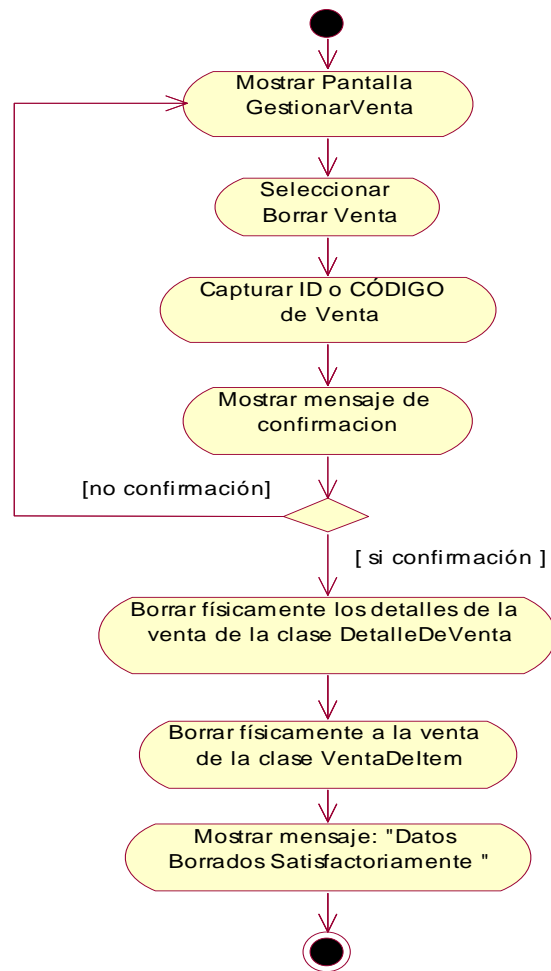 Mostrar Pantalla
GestionarVenta
Seleccionar
Borrar Venta
Capturar ID o CÓDIGO
de Venta
Mostrar mensaje de
confirmacion
[no confirmación]
[ si confirmación ]
Borrar físicamente los detalles de la
venta de la clase DetalleDeVenta
Borrar físicamente a la venta
de la clase VentaDeItem
Mostrar mensaje: "Datos
Borrados Satisfactoriamente "